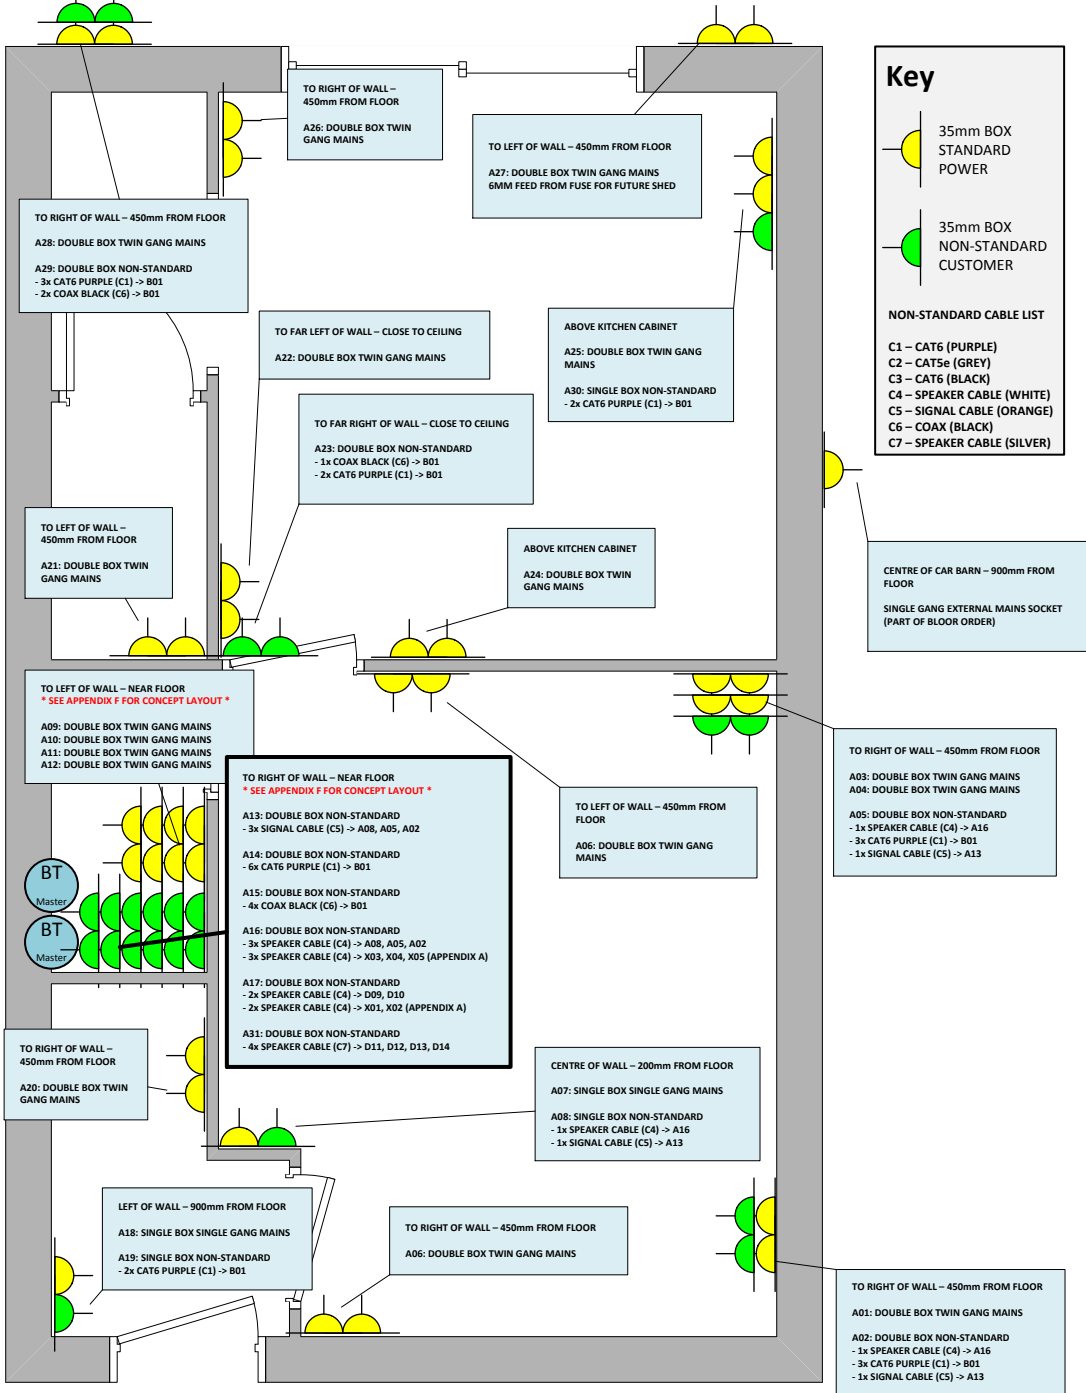 TO RIGHT OF WALL –
450mm FROM FLOOR
A26: DOUBLE BOX TWIN
GANG MAINS
TO LEFT OF WALL – 450mm FROM FLOOR
A27: DOUBLE BOX TWIN GANG MAINS
6MM FEED FROM FUSE FOR FUTURE SHED
Key
35mm BOX
STANDARD
POWER
35mm BOX
NON-STANDARD
CUSTOMER
NON-STANDARD CABLE LIST
C1 – CAT6 (PURPLE)
C2 – CAT5e (GREY)
C3 – CAT6 (BLACK)
C4 – SPEAKER CABLE (WHITE)
C5 – SIGNAL CABLE (ORANGE)
C6 – COAX (BLACK)
C7 – SPEAKER CABLE (SILVER)
TO RIGHT OF WALL – 450mm FROM FLOOR
A28: DOUBLE BOX TWIN GANG MAINS
A29: DOUBLE BOX NON-STANDARD
- 3x CAT6 PURPLE (C1) -> B01
- 2x COAX BLACK (C6) -> B01
TO FAR LEFT OF WALL – CLOSE TO CEILING
A22: DOUBLE BOX TWIN GANG MAINS
ABOVE KITCHEN CABINET
A25: DOUBLE BOX TWIN GANG
MAINS
A30: SINGLE BOX NON-STANDARD
- 2x CAT6 PURPLE (C1) -> B01
TO FAR RIGHT OF WALL – CLOSE TO CEILING
A23: DOUBLE BOX NON-STANDARD
- 1x COAX BLACK (C6) -> B01
- 2x CAT6 PURPLE (C1) -> B01
TO LEFT OF WALL –
450mm FROM FLOOR
A21: DOUBLE BOX TWIN
GANG MAINS
ABOVE KITCHEN CABINET
A24: DOUBLE BOX TWIN
GANG MAINS
CENTRE OF CAR BARN – 900mm FROM
FLOOR
SINGLE GANG EXTERNAL MAINS SOCKET
(PART OF BLOOR ORDER)
TO LEFT OF WALL – NEAR FLOOR
* SEE APPENDIX F FOR CONCEPT LAYOUT *
A09: DOUBLE BOX TWIN GANG MAINS
A10: DOUBLE BOX TWIN GANG MAINS
A11: DOUBLE BOX TWIN GANG MAINS
A12: DOUBLE BOX TWIN GANG MAINS
TO RIGHT OF WALL – NEAR FLOOR
* SEE APPENDIX F FOR CONCEPT LAYOUT *
A13: DOUBLE BOX NON-STANDARD
- 3x SIGNAL CABLE (C5) -> A08, A05, A02
A14: DOUBLE BOX NON-STANDARD
- 6x CAT6 PURPLE (C1) -> B01
A15: DOUBLE BOX NON-STANDARD
- 4x COAX BLACK (C6) -> B01
A16: DOUBLE BOX NON-STANDARD
- 3x SPEAKER CABLE (C4) -> A08, A05, A02
- 3x SPEAKER CABLE (C4) -> X03, X04, X05 (APPENDIX A)
A17: DOUBLE BOX NON-STANDARD
- 2x SPEAKER CABLE (C4) -> D09, D10
- 2x SPEAKER CABLE (C4) -> X01, X02 (APPENDIX A)
A31: DOUBLE BOX NON-STANDARD
- 4x SPEAKER CABLE (C7) -> D11, D12, D13, D14
TO LEFT OF WALL – 450mm FROM
FLOOR
A06: DOUBLE BOX TWIN GANG
MAINS
TO RIGHT OF WALL – 450mm FROM FLOOR
A03: DOUBLE BOX TWIN GANG MAINS
A04: DOUBLE BOX TWIN GANG MAINS
A05: DOUBLE BOX NON-STANDARD
- 1x SPEAKER CABLE (C4) -> A16
- 3x CAT6 PURPLE (C1) -> B01
- 1x SIGNAL CABLE (C5) -> A13
BT
Master
BT
Master
TO RIGHT OF WALL –
450mm FROM FLOOR
A20: DOUBLE BOX TWIN
GANG MAINS
CENTRE OF WALL – 200mm FROM FLOOR
A07: SINGLE BOX SINGLE GANG MAINS
A08: SINGLE BOX NON-STANDARD
- 1x SPEAKER CABLE (C4) -> A16
- 1x SIGNAL CABLE (C5) -> A13
LEFT OF WALL – 900mm FROM FLOOR
A18: SINGLE BOX SINGLE GANG MAINS
A19: SINGLE BOX NON-STANDARD
- 2x CAT6 PURPLE (C1) -> B01
TO RIGHT OF WALL – 450mm FROM FLOOR
A06: DOUBLE BOX TWIN GANG MAINS
TO RIGHT OF WALL – 450mm FROM FLOOR
A01: DOUBLE BOX TWIN GANG MAINS
A02: DOUBLE BOX NON-STANDARD
- 1x SPEAKER CABLE (C4) -> A16
- 3x CAT6 PURPLE (C1) -> B01
- 1x SIGNAL CABLE (C5) -> A13